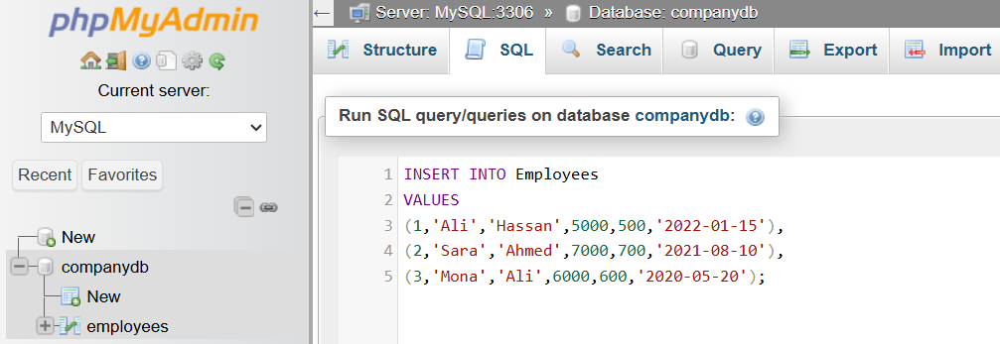 phpMyAdmin
Current server:
MySQL
Recent Favorites
New
companydb
New
employees
← Server: MySQL:3306 » Database: companydb
Structure SQL Search Query Export Import
Run SQL query/queries on database companydb:
1 INSERT INTO Employees
2 VALUES
3 (1,'Ali','Hassan',5000,500,'2022-01-15'),
4 (2,'Sara','Ahmed',7000,700,'2021-08-10'),
5 (3,'Mona','Ali',6000,600,'2020-05-20');